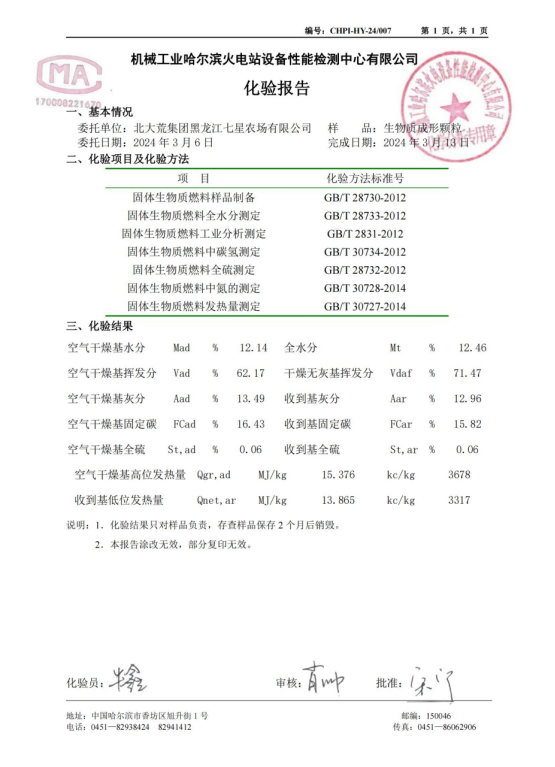 编号：CHPI-HY-24/007 第 1 页，共 1 页
MA
170008221670
机械工业哈尔滨火电站设备性能检测中心有限公司
化验报告
一、基本情况
委托单位：北大荒集团黑龙江七星农场有限公司 样 品：生物质成形颗粒
委托日期：2024 年 3 月 6 日 完成日期：2024 年 3 月 13 日
二、化验项目及化验方法
项 目 化验方法标准号
固体生物质燃料样品制备 GB/T 28730-2012
固体生物质燃料全水分测定 GB/T 28733-2012
固体生物质燃料工业分析测定 GB/T 2831-2012
固体生物质燃料中碳氢测定 GB/T 30734-2012
固体生物质燃料全硫测定 GB/T 28732-2012
固体生物质燃料中氮的测定 GB/T 30728-2014
固体生物质燃料发热量测定 GB/T 30727-2014
三、化验结果
空气干燥基水分 Mad % 12.14 全水分 Mt % 12.46
空气干燥基挥发分 Vad % 62.17 干燥无灰基挥发分 Vdaf % 71.47
空气干燥基灰分 Aad % 13.49 收到基灰分 Aar % 12.96
空气干燥基固定碳 FCad % 16.43 收到基固定碳 FCar % 15.82
空气干燥基全硫 St,ad % 0.06 收到基全硫 St,ar % 0.06
空气干燥基高位发热量 Qgr,ad MJ/kg 15.376 kc/kg 3678
收到基低位发热量 Qnet,ar MJ/kg 13.865 kc/kg 3317
说明：1．化验结果只对样品负责，存查样品保存 2 个月后销毁。
2．本报告涂改无效，部分复印无效。
化验员： 审核： 批准：
地址：中国哈尔滨市香坊区旭升街 1 号 邮编：150046
电话：0451—82938424 82941412 传真：0451—86062906